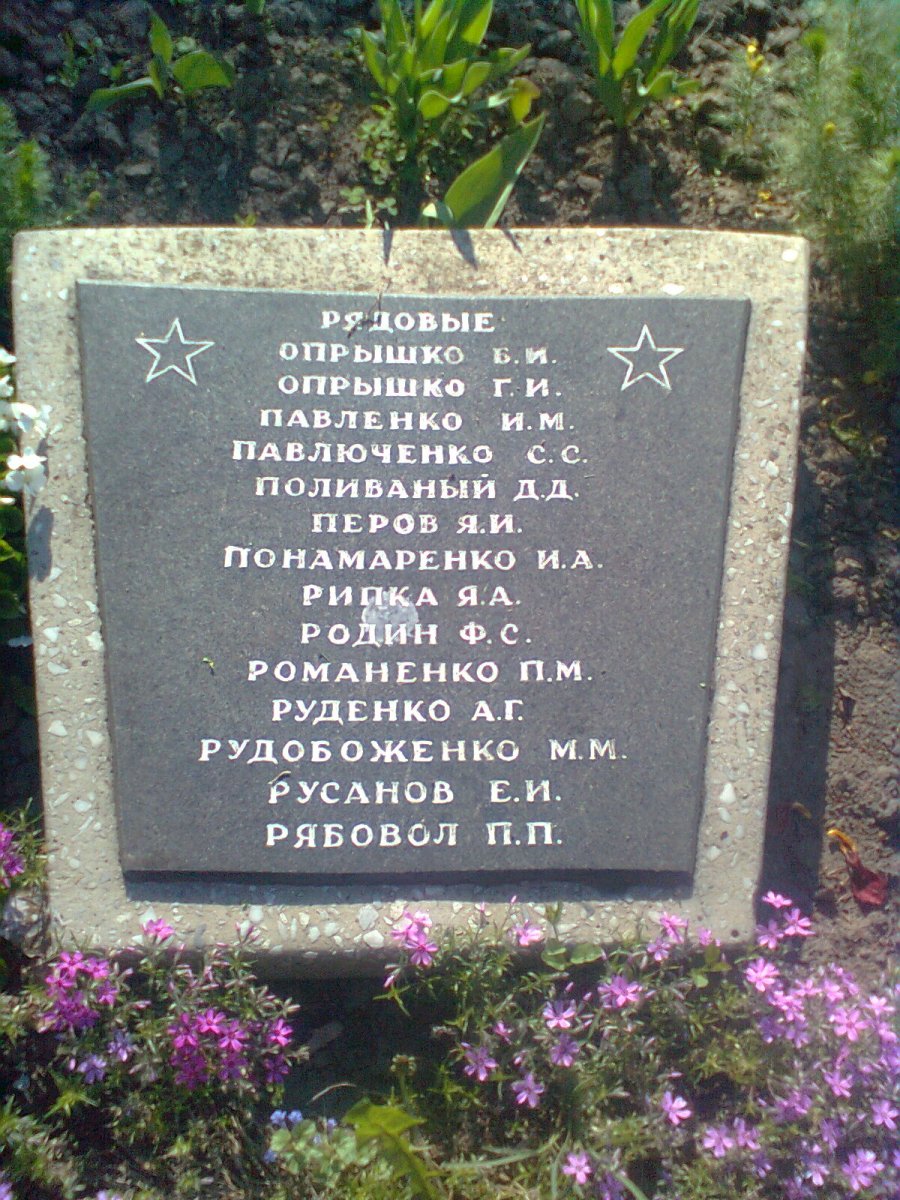 РЯДОВЫЕ
ОПРЫШКО Б.И.
ОПРЫШКО Г.И.
ПАВЛЕНКО И.М.
ПАВЛЮЧЕНКО С.С.
ПОЛИВАНЫЙ Д.Д.
ПЕРОВ Я.И.
ПОНАМАРЕНКО И.А.
РИПКА Я.А.
РОДИН Ф.С.
РОМАНЕНКО П.М.
РУДЕНКО А.Г.
РУДОБОЖЕНКО М.М.
РУСАНОВ Е.И.
РЯБОВОЛ П.П.